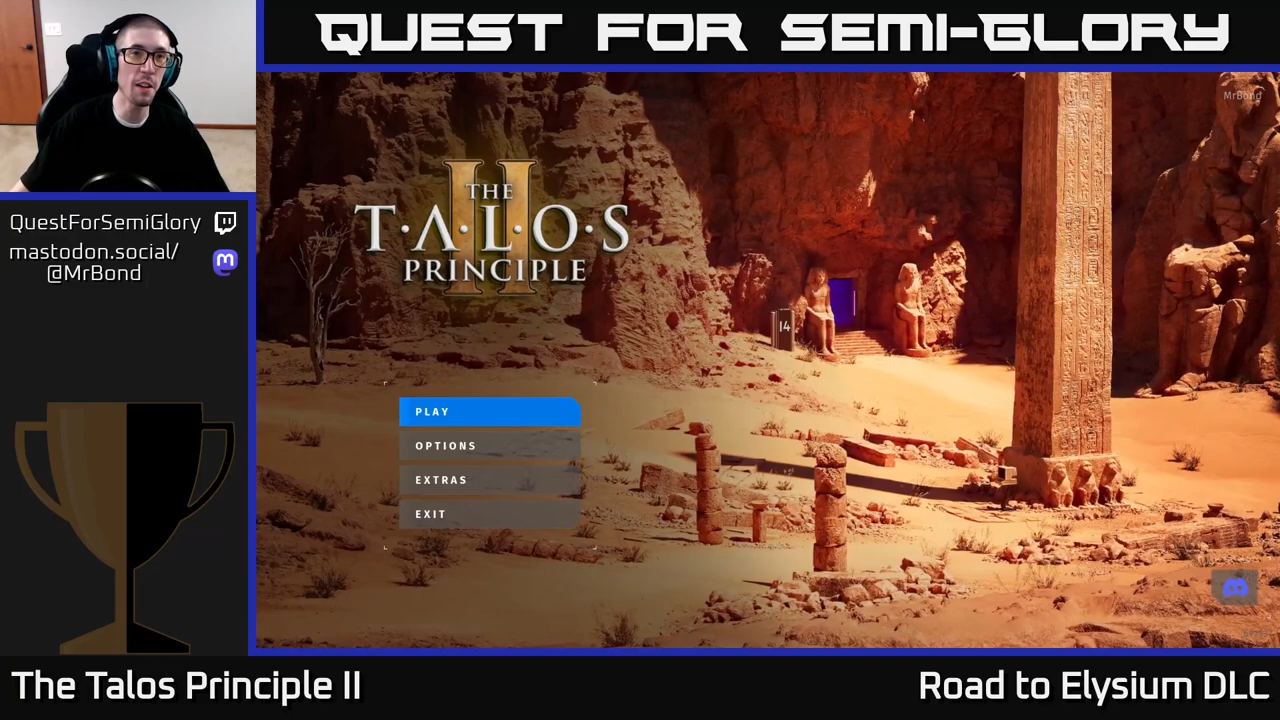 QUEST FOR SEMI-GLORY
QuestForSemiGlory
mastodon.social/
@MrBond
MrBond
THE
T·A·L·O·S
PRINCIPLE
II
14
PLAY
OPTIONS
EXTRAS
EXIT
The Talos Principle II
Road to Elysium DLC